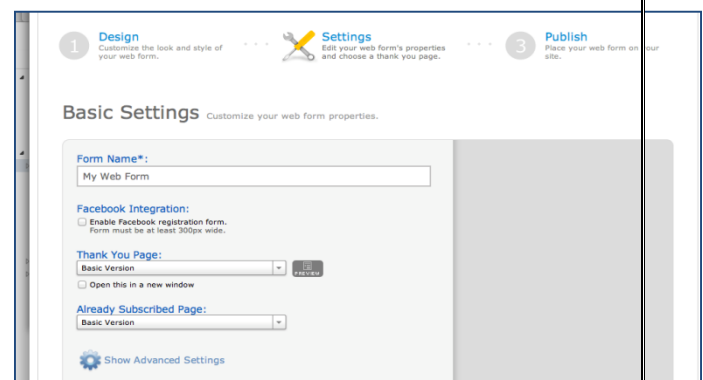 1
Design
Customize the look and style of
your web form.
Settings
Edit your web form's properties
and choose a thank you page.
3
Publish
Place your web form on your
site.
Basic Settings Customize your web form properties.
Form Name*:
My Web Form
Facebook Integration:
Enable Facebook registration form.
Form must be at least 300px wide.
Thank You Page:
Basic Version
PREVIEW
Open this in a new window
Already Subscribed Page:
Basic Version
Show Advanced Settings